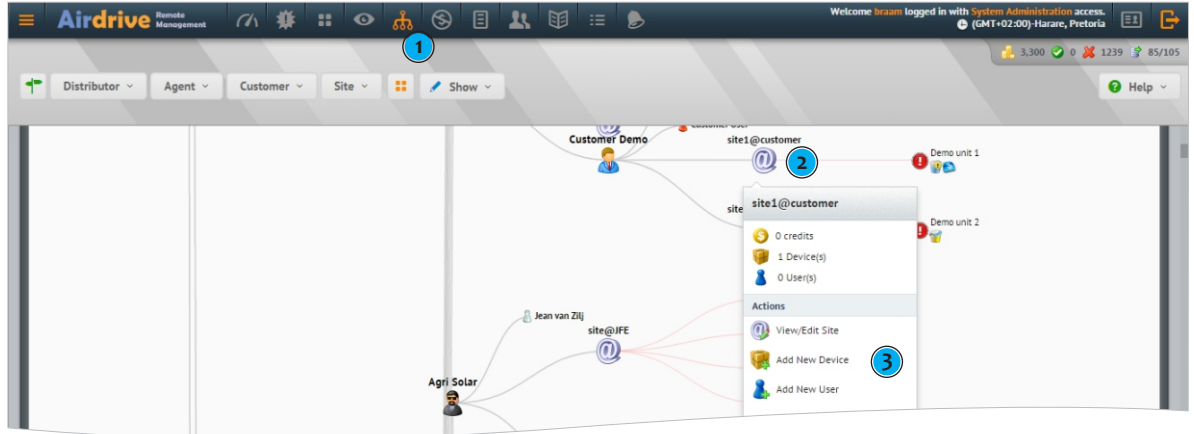 Airdrive Remote Management
Welcome braam logged in with System Administration access.
(GMT+02:00)-Harare, Pretoria
1
3,300 0 1239 85/105
Distributor Agent Customer Site Show Help
Customer User
Customer Demo
site1@customer
2
Demo unit 1
site1@customer
site
0 credits
Demo unit 2
1 Device(s)
0 User(s)
Actions
Jean van Zilj
site@JFE
View/Edit Site
Add New Device
3
Agri Solar
Add New User